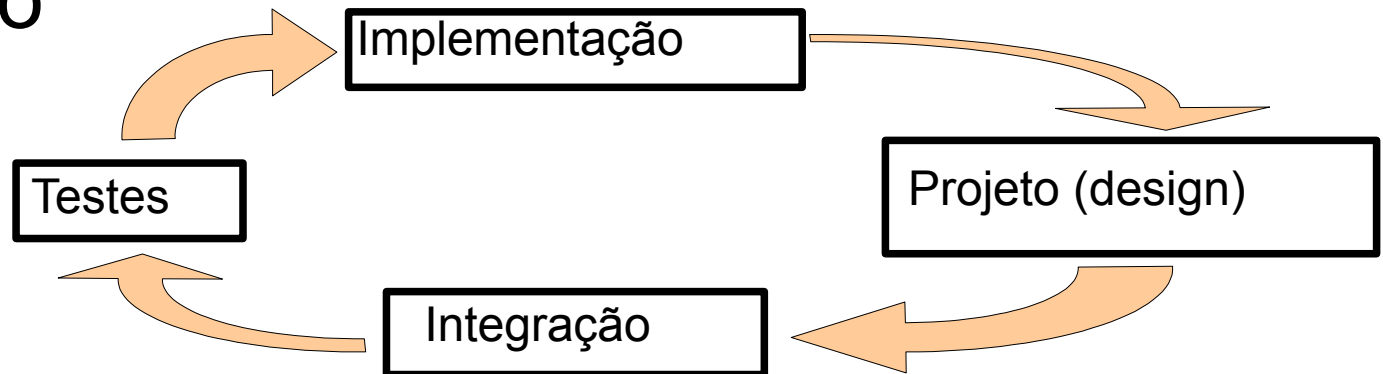 Implementação
Testes
Projeto (design)
Integração